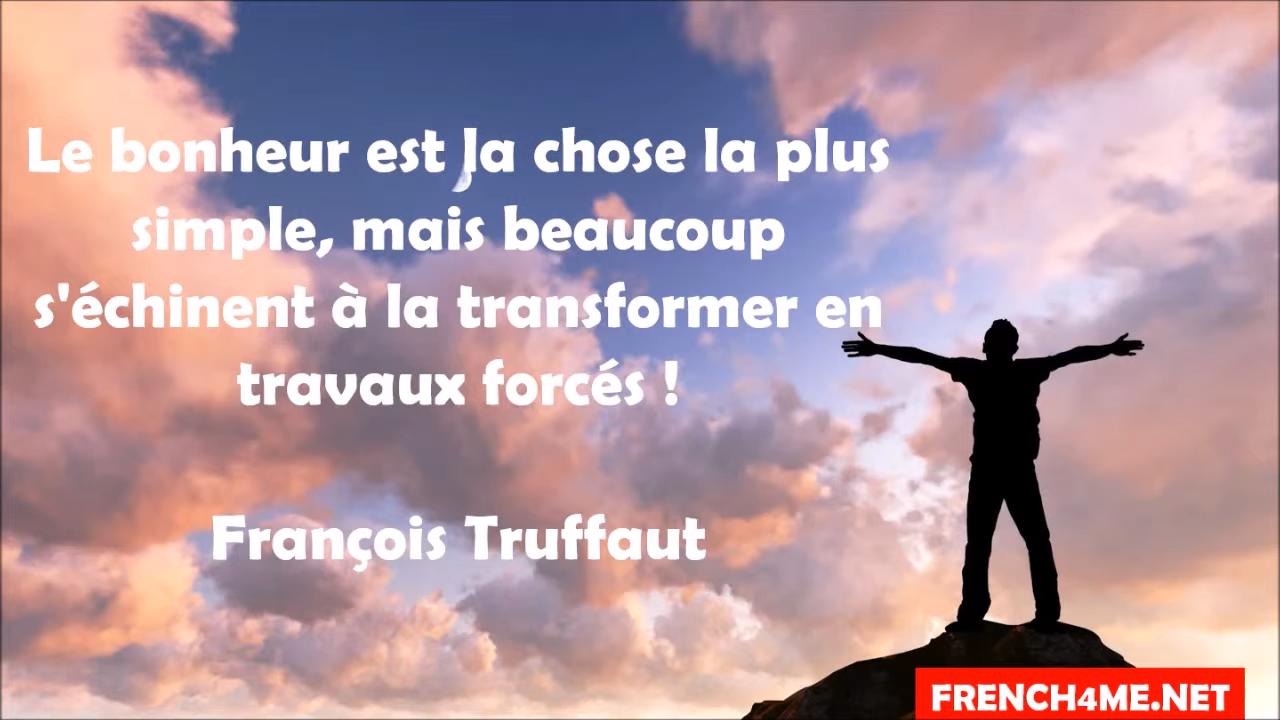 Le bonheur est la chose la plus
simple, mais beaucoup
s'échinent à la transformer en
travaux forcés !
François Truffaut
FRENCH4ME.NET